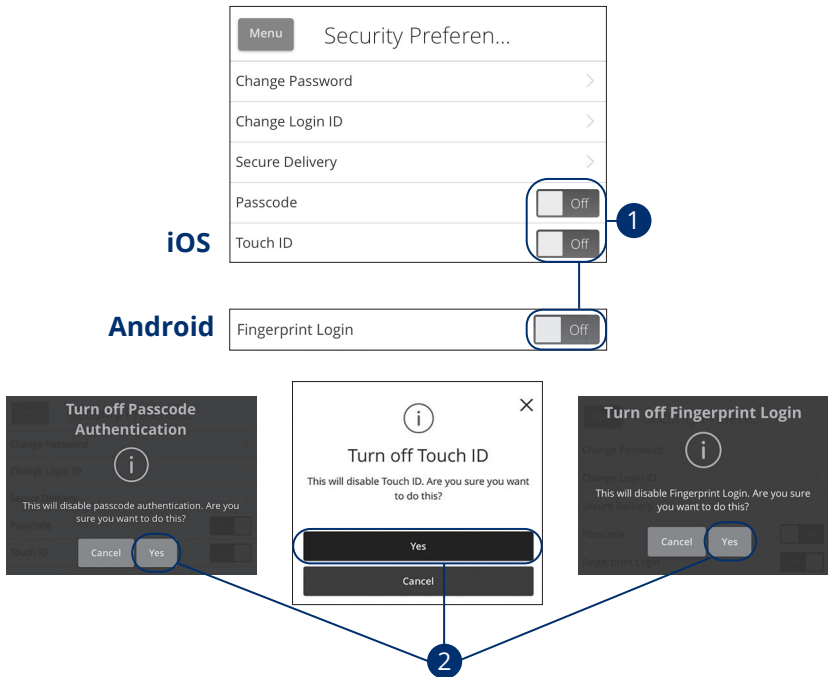 Menu
Security Preferen...
Change Password
Change Login ID
Secure Delivery
Passcode
Off
1
iOS
Touch ID
Off
Android
Fingerprint Login
Off
Turn off Passcode
Authentication
i
Change Password
Change Login ID
Secure Delivery
This will disable passcode authentication. Are you
sure you want to do this?
Passcode
Touch ID
Cancel
Yes
i
Turn off Touch ID
This will disable Touch ID. Are you sure you want
to do this?
Yes
Cancel
Turn off Fingerprint Login
i
Change Password
Change Login ID
This will disable Fingerprint Login. Are you sure
you want to do this?
Secure Delivery
Passcode
Fingerprint Login
Cancel
Yes
2